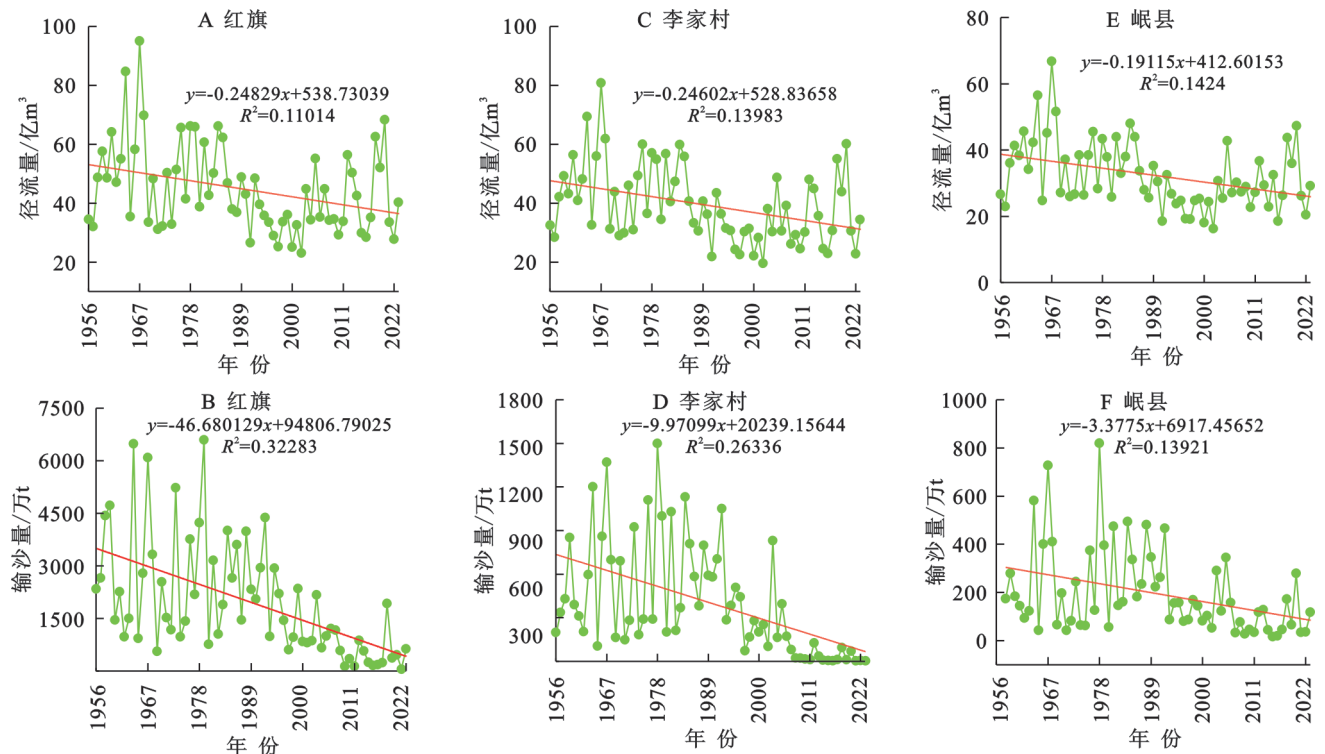 A 红旗
径流量/亿m³
100
80
60
40
20
y=-0.24829x+538.73039
R²=0.11014
1956
1967
1978
1989
2000
2011
2022
年 份
C 李家村
径流量/亿m³
100
80
60
40
20
y=-0.24602x+528.83658
R²=0.13983
1956
1967
1978
1989
2000
2011
2022
年 份
E 岷县
径流量/亿m³
80
60
40
20
0
y=-0.19115x+412.60153
R²=0.1424
1956
1967
1978
1989
2000
2011
2022
年 份
B 红旗
输沙量/万t
7500
6000
4500
3000
1500
y=-46.680129x+94806.79025
R²=0.32283
1956
1967
1978
1989
2000
2011
2022
年 份
D 李家村
输沙量/万t
1800
1500
1200
900
600
300
y=-9.97099x+20239.15644
R²=0.26336
1956
1967
1978
1989
2000
2011
2022
年 份
F 岷县
输沙量/万t
1000
800
600
400
200
0
y=-3.3775x+6917.45652
R²=0.13921
1956
1967
1978
1989
2000
2011
2022
年 份